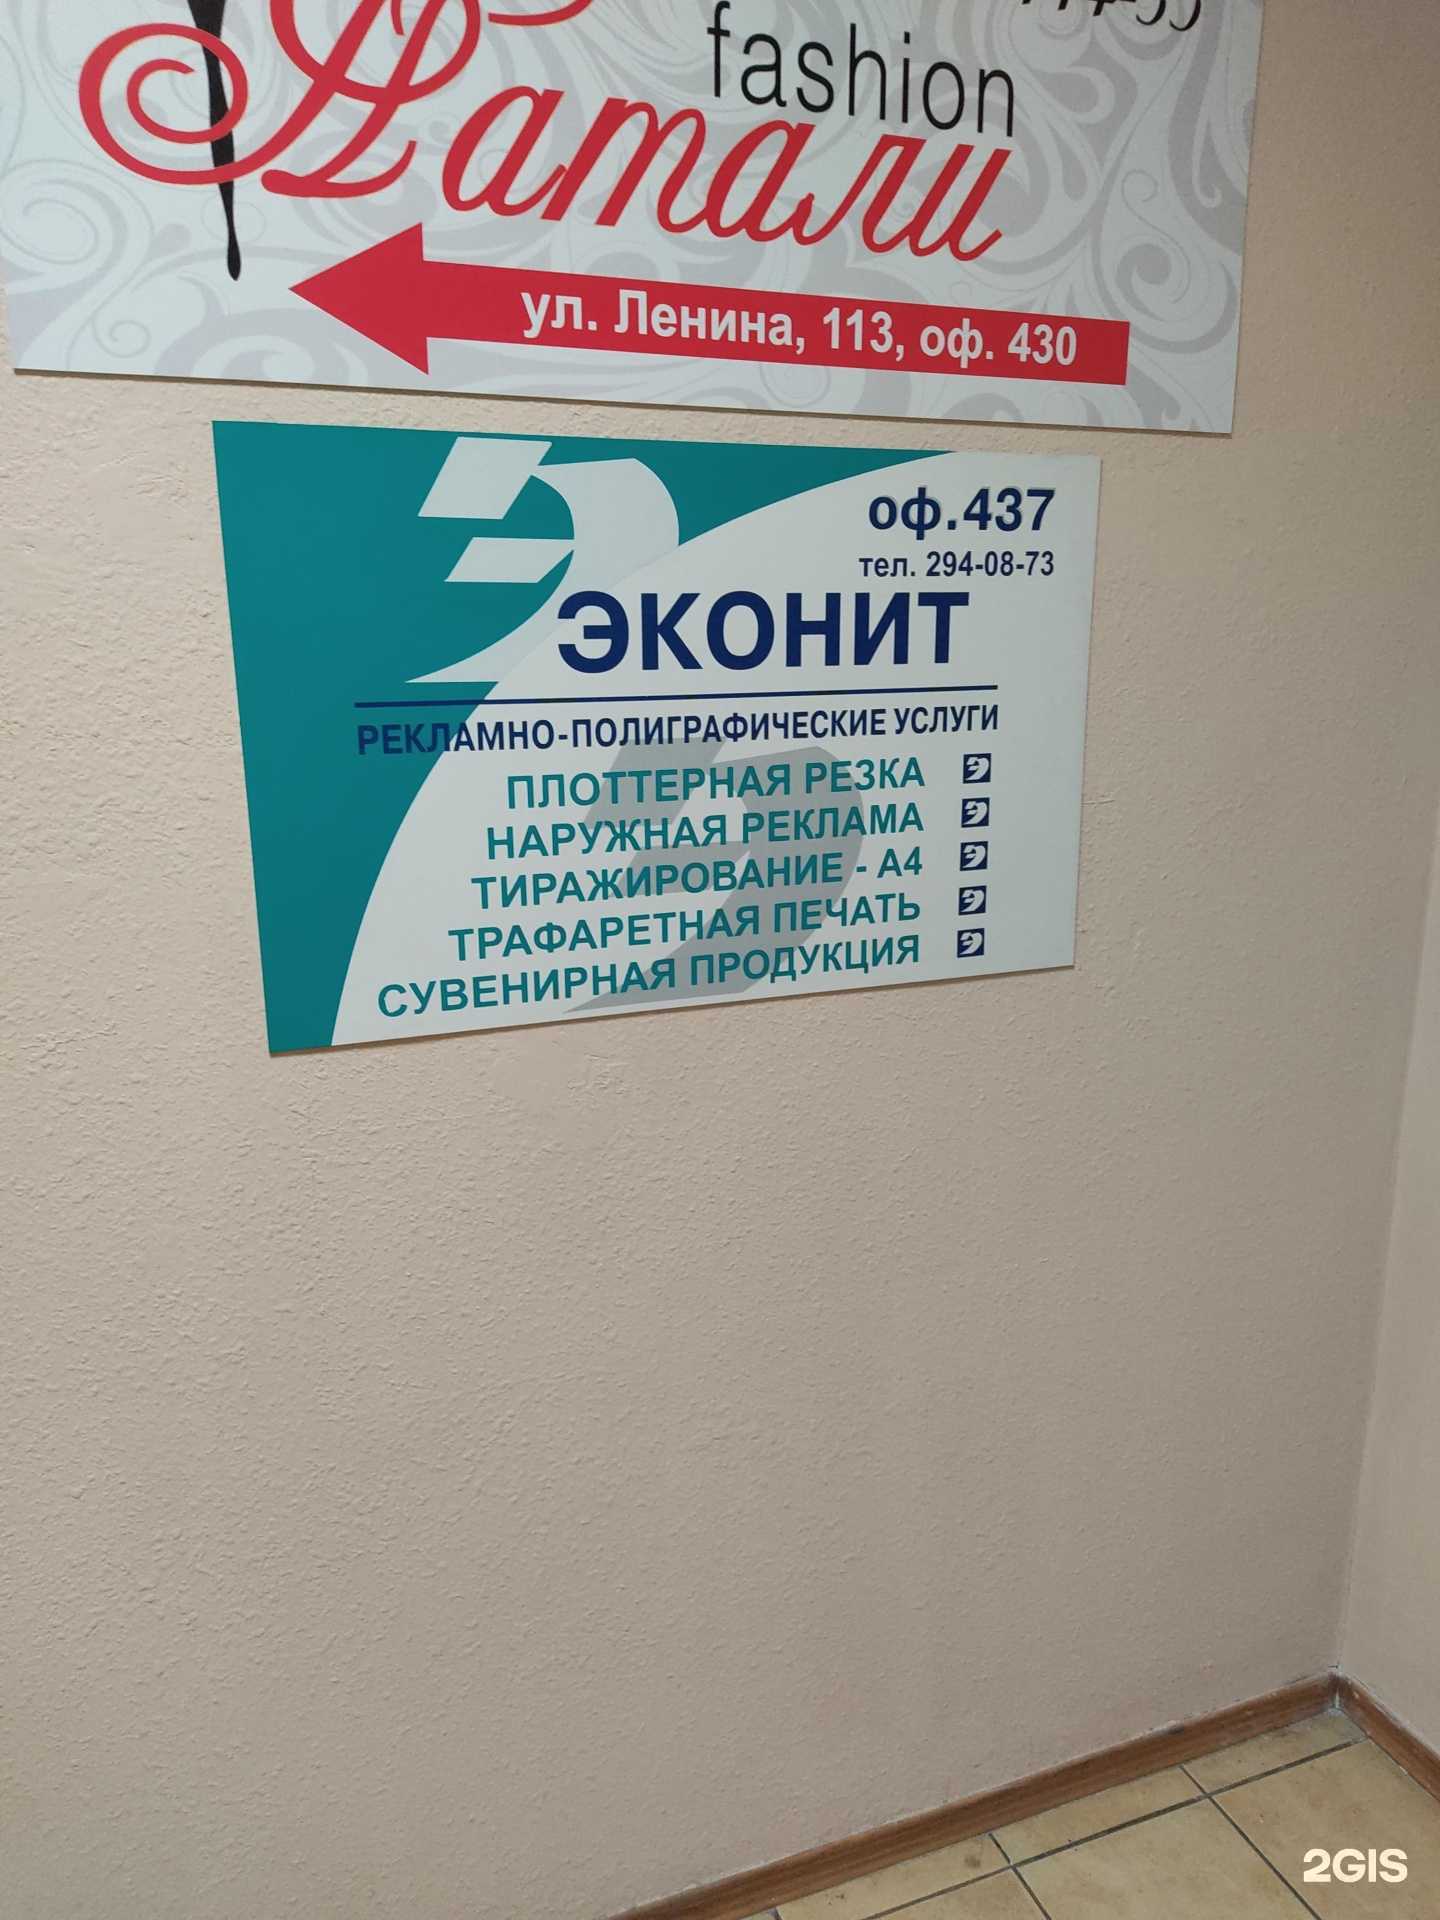 fashion
Натали
ул. Ленина, 113, оф. 430
оф.437
тел. 294-08-73
ЭКОНИТ
РЕКЛАМНО-ПОЛИГРАФИЧЕСКИЕ УСЛУГИ
ПЛОТТЕРНАЯ РЕЗКА
НАРУЖНАЯ РЕКЛАМА
ТИРАЖИРОВАНИЕ - А4
ТРАФАРЕТНАЯ ПЕЧАТЬ
СУВЕНИРНАЯ ПРОДУКЦИЯ
2GIS